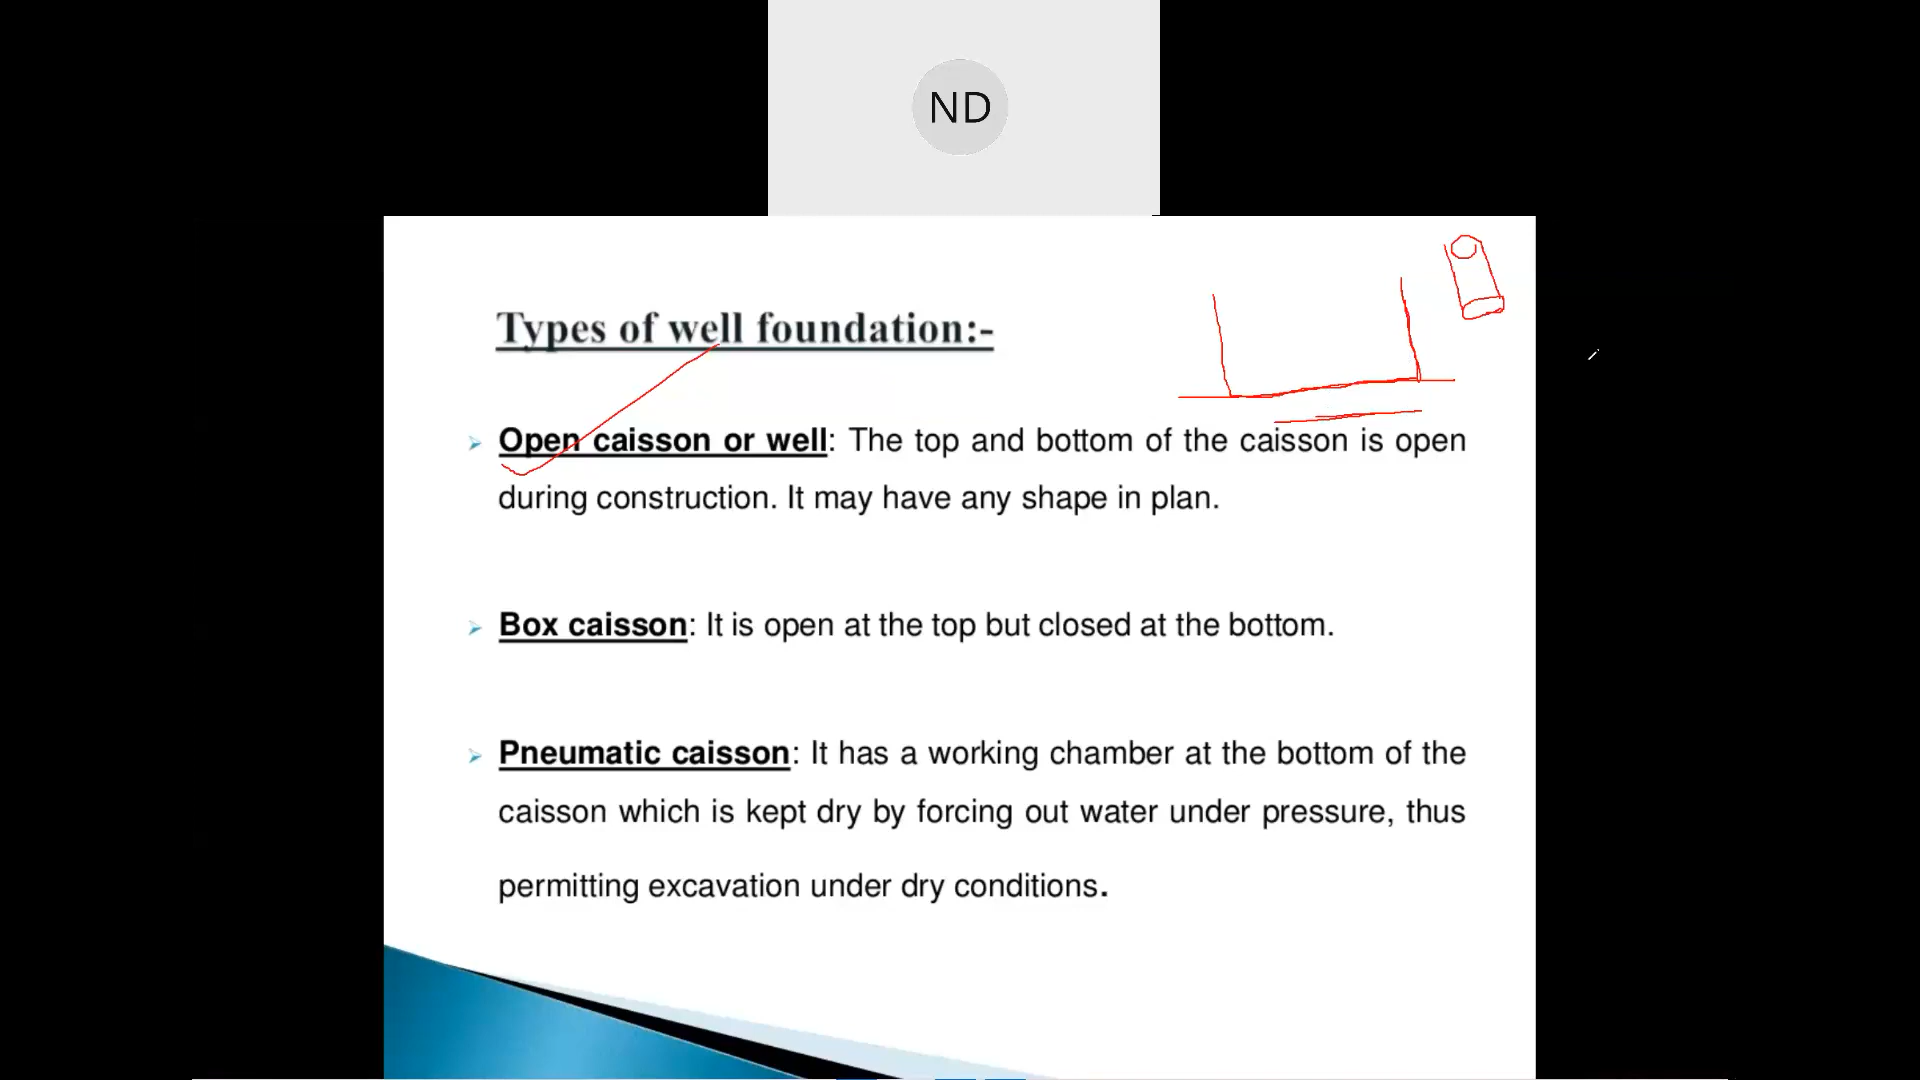 ND
Types of well foundation:-
Open caisson or well: The top and bottom of the caisson is open
during construction. It may have any shape in plan.
Box caisson: It is open at the top but closed at the bottom.
Pneumatic caisson: It has a working chamber at the bottom of the
caisson which is kept dry by forcing out water under pressure, thus
permitting excavation under dry conditions.